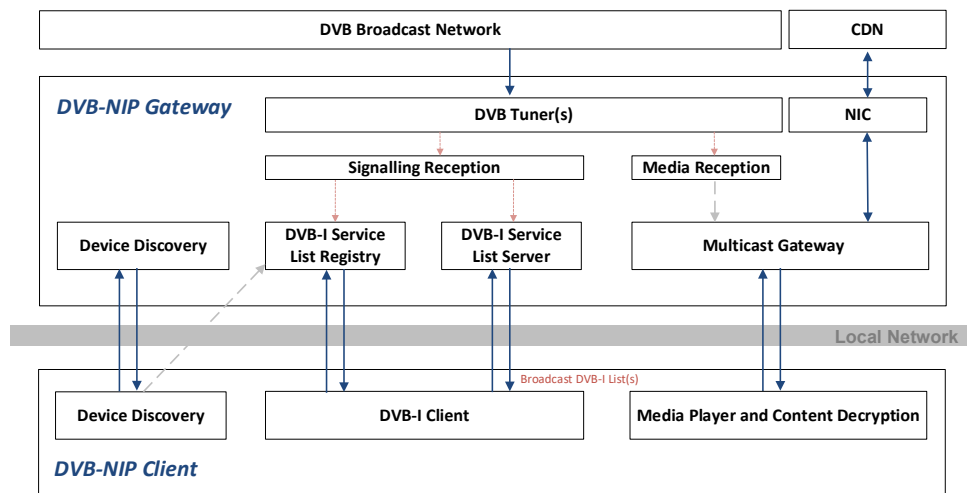 DVB Broadcast Network
CDN
DVB-NIP Gateway
DVB Tuner(s)
NIC
Signalling Reception
Media Reception
Device Discovery
DVB-I Service
List Registry
DVB-I Service
List Server
Multicast Gateway
Local Network
Broadcast DVB-I List(s)
Device Discovery
DVB-I Client
Media Player and Content Decryption
DVB-NIP Client